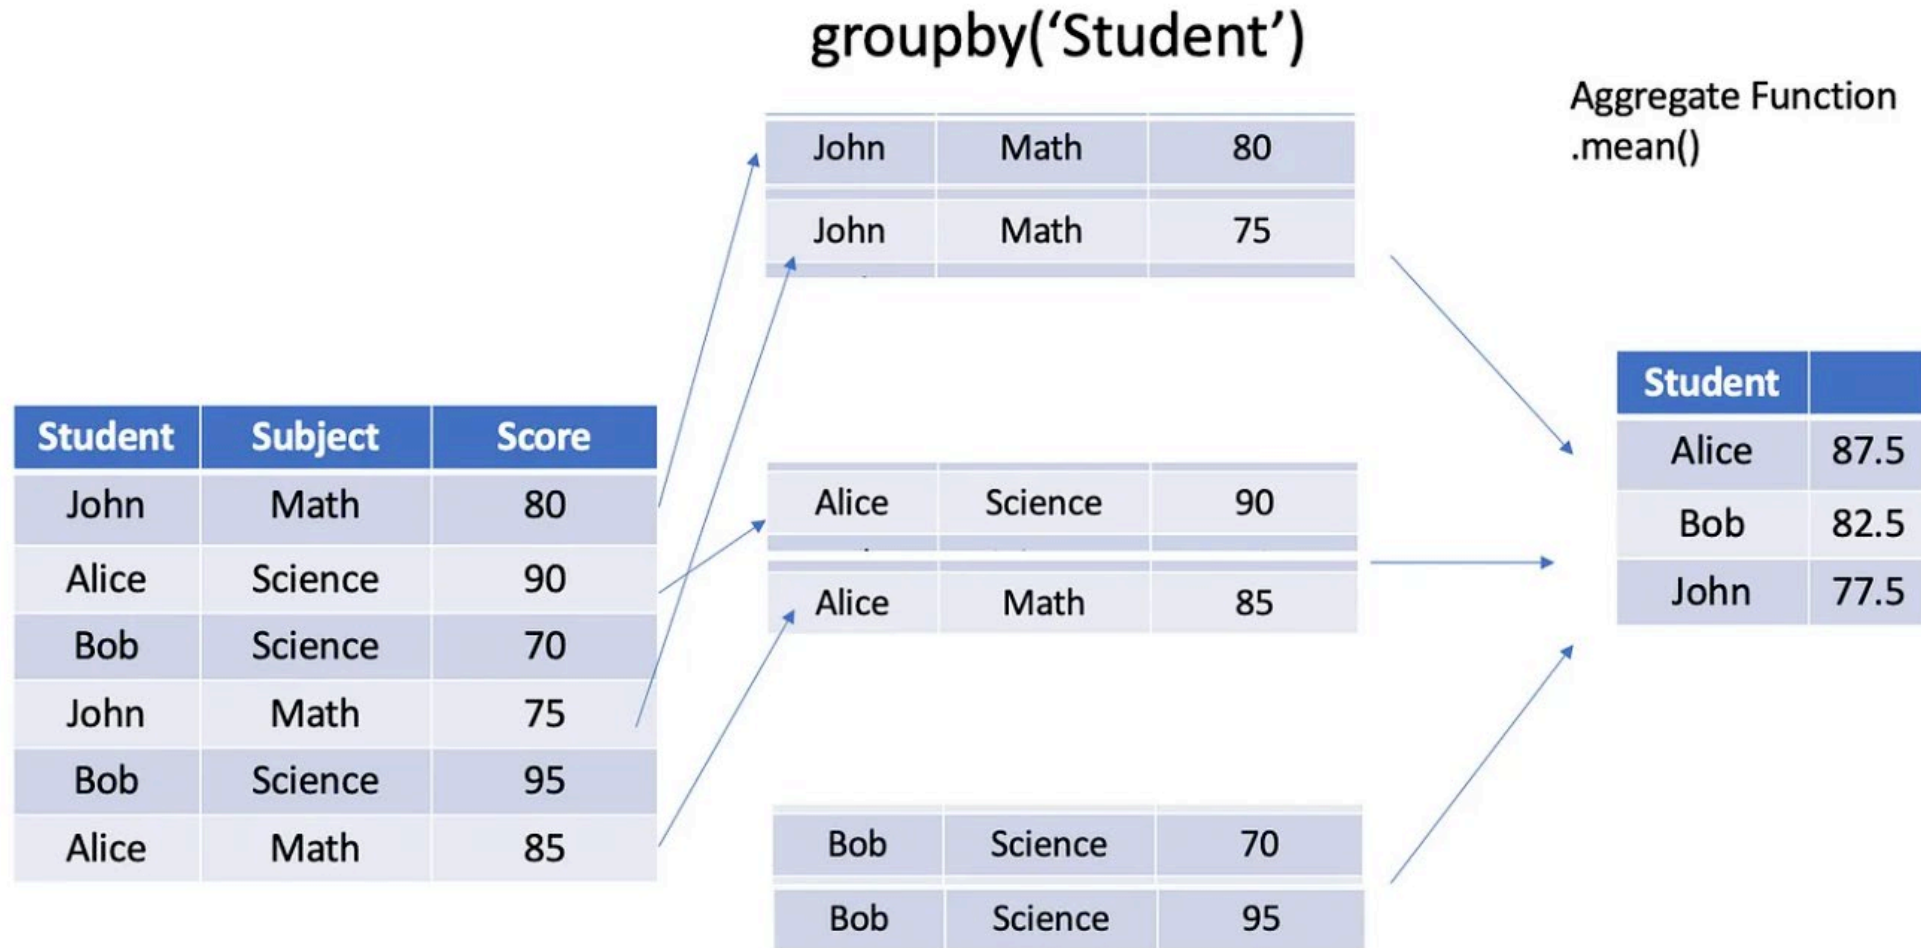 groupby(‘Student’)
Aggregate Function
.mean()
Student Subject Score
John Math 80
Alice Science 90
Bob Science 70
John Math 75
Bob Science 95
Alice Math 85
John Math 80
John Math 75
Alice Science 90
Alice Math 85
Bob Science 70
Bob Science 95
Student
Alice 87.5
Bob 82.5
John 77.5